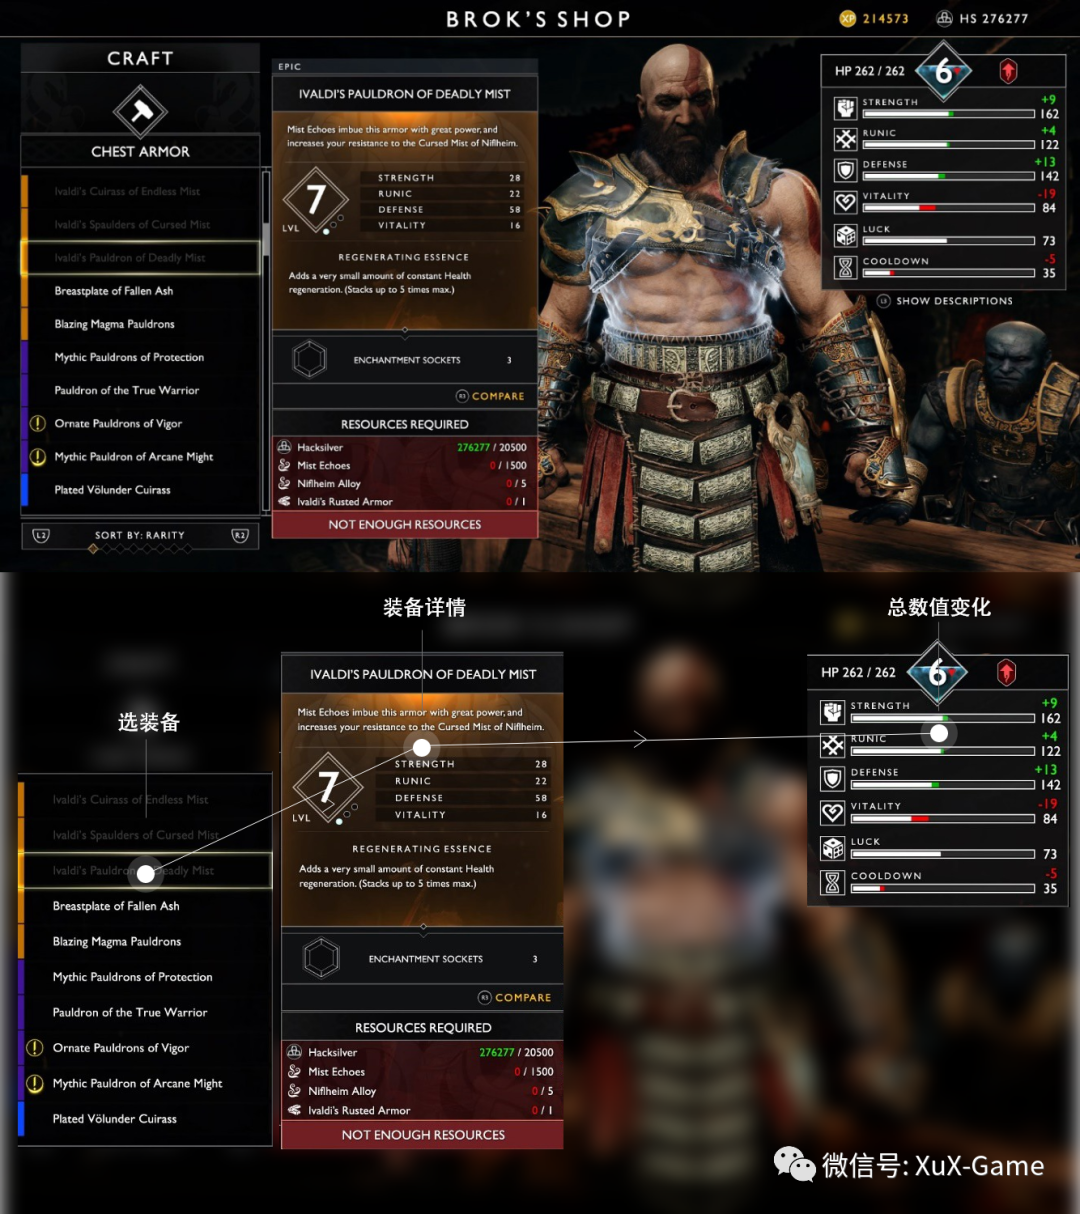 BROK'S SHOP
XP 214573
HS 276277
CRAFT
CHEST ARMOR
Ivaldi's Cuirass of Endless Mist
Ivaldi's Spaulders of Cursed Mist
Ivaldi's Pauldron of Deadly Mist
Breastplate of Fallen Ash
Blazing Magma Pauldrons
Mythic Pauldrons of Protection
Pauldron of the True Warrior
Ornate Pauldrons of Vigor
Mythic Pauldron of Arcane Might
Plated Völunder Cuirass
L2 SORT BY: RARITY R2
EPIC
IVALDI'S PAULDRON OF DEADLY MIST
Mist Echoes imbue this armor with great power, and
increases your resistance to the Cursed Mist of Niflheim.
7
LVL
STRENGTH 28
RUNIC 22
DEFENSE 58
VITALITY 16
REGENERATING ESSENCE
Adds a very small amount of constant Health
regeneration. (Stacks up to 5 times max.)
ENCHANTMENT SOCKETS 3
R3 COMPARE
RESOURCES REQUIRED
Hacksilver 276277 / 20500
Mist Echoes 0 / 1500
Niflheim Alloy 0 / 5
Ivaldi's Rusted Armor 0 / 1
NOT ENOUGH RESOURCES
HP 262 / 262
6
STRENGTH +9
162
RUNIC +4
122
DEFENSE +13
142
VITALITY -19
84
LUCK
73
COOLDOWN -5
35
L3 SHOW DESCRIPTIONS
装备详情
总数值变化
选装备
Ivaldi's Cuirass of Endless Mist
Ivaldi's Spaulders of Cursed Mist
Ivaldi's Pauldron Deadly Mist
Breastplate of Fallen Ash
Blazing Magma Pauldrons
Mythic Pauldrons of Protection
Pauldron of the True Warrior
Ornate Pauldrons of Vigor
Mythic Pauldron of Arcane Might
Plated Völunder Cuirass
IVALDI'S PAULDRON OF DEADLY MIST
Mist Echoes imbue this armor with great power, and
increases your resistance to the Cursed Mist of Niflheim.
7
LVL
STRENGTH 28
RUNIC 22
DEFENSE 58
VITALITY 16
REGENERATING ESSENCE
Adds a very small amount of constant Health
regeneration. (Stacks up to 5 times max.)
ENCHANTMENT SOCKETS 3
R3 COMPARE
RESOURCES REQUIRED
Hacksilver 276277 / 20500
Mist Echoes 0 / 1500
Niflheim Alloy 0 / 5
Ivaldi's Rusted Armor 0 / 1
NOT ENOUGH RESOURCES
HP 262 / 262
6
STRENGTH +9
162
RUNIC +4
122
DEFENSE +13
142
VITALITY -19
84
LUCK
73
COOLDOWN -5
35
微信号: XuX-Game